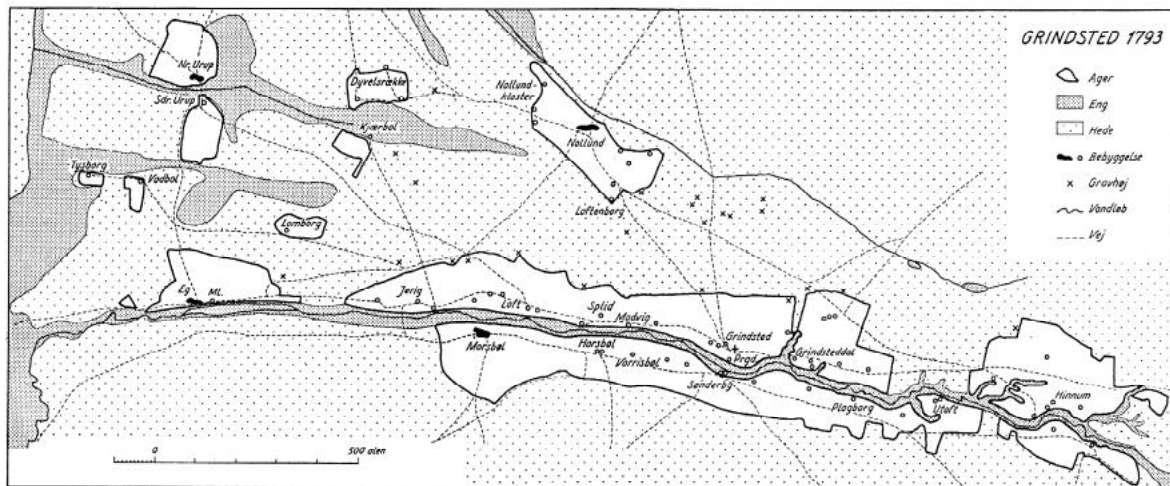 GRINDSTED 1793
Ager
Eng
Hede
Bebyggelse
Gravhøj
Vandløb
Vej
Nr. Urup
Sdr. Urup
Dyvelsrække
Kjærbøl
Nollund-
kloster
Nollund
Loftenborg
Tysborg
Vadbøl
Lomborg
Eg
Ml.
Jerig
Loft
Splid
Modvig
Grindsted
Prgd.
Grindsteddal
Morsbøl
Horsbøl
Vorrisbøl
Sønderby
Plagborg
Utoft
Hinnum
0
500 alen